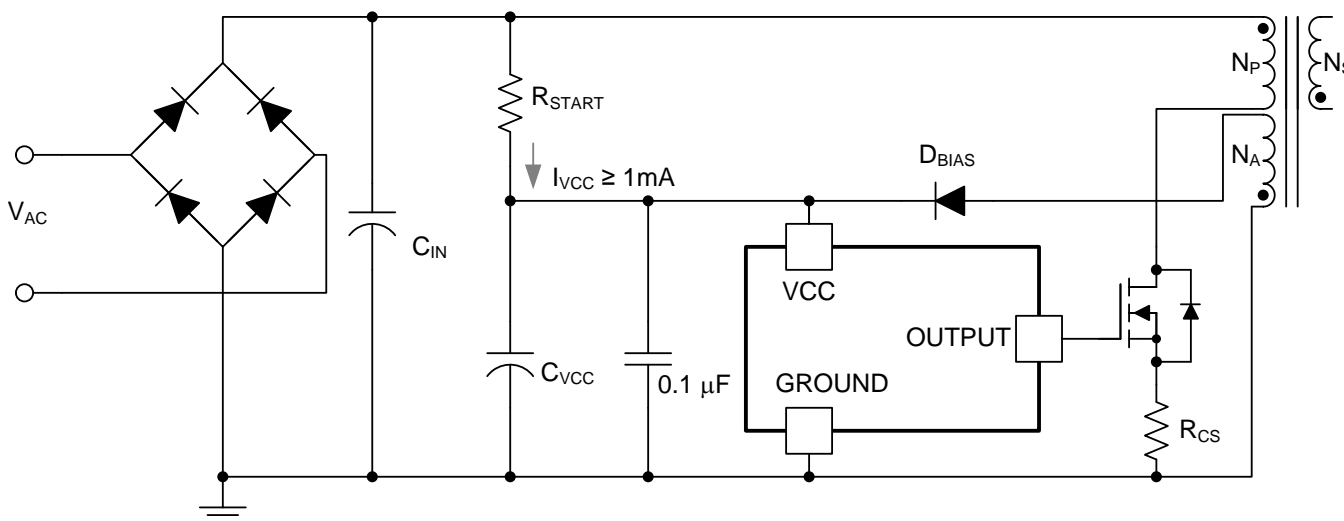 N_P
N_S
R_START
D_BIAS
N_A
I_VCC ≥ 1mA
V_AC
C_IN
VCC
OUTPUT
C_VCC
0.1 μF
GROUND
R_CS